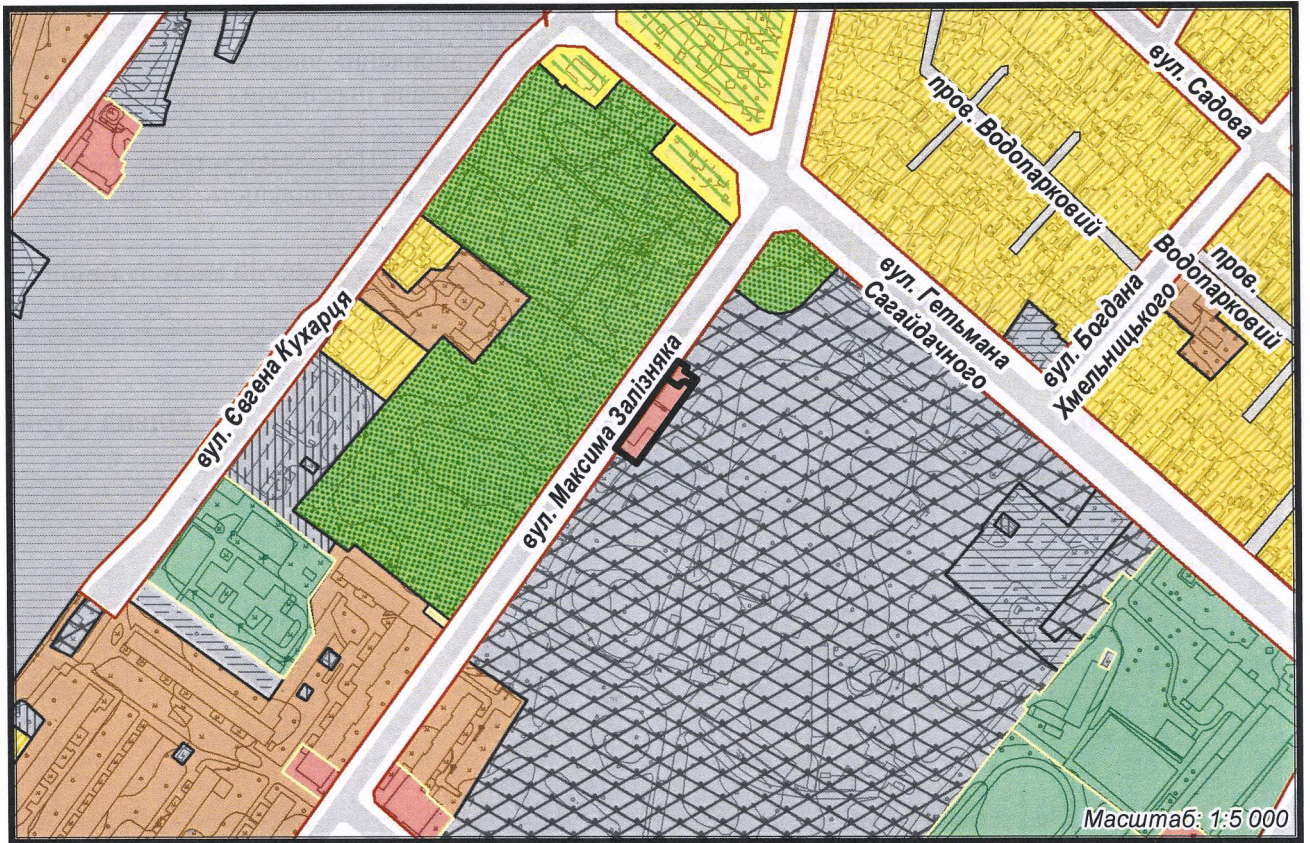 вул. Садова
пров. Водопарковий
пров.
Водопарковий
вул. Богдана
Хмельницького
вул. Гетьмана
Сагайдачного
вул. Євгена Кухарця
вул. Максима Залізняка
Масштаб: 1:5 000